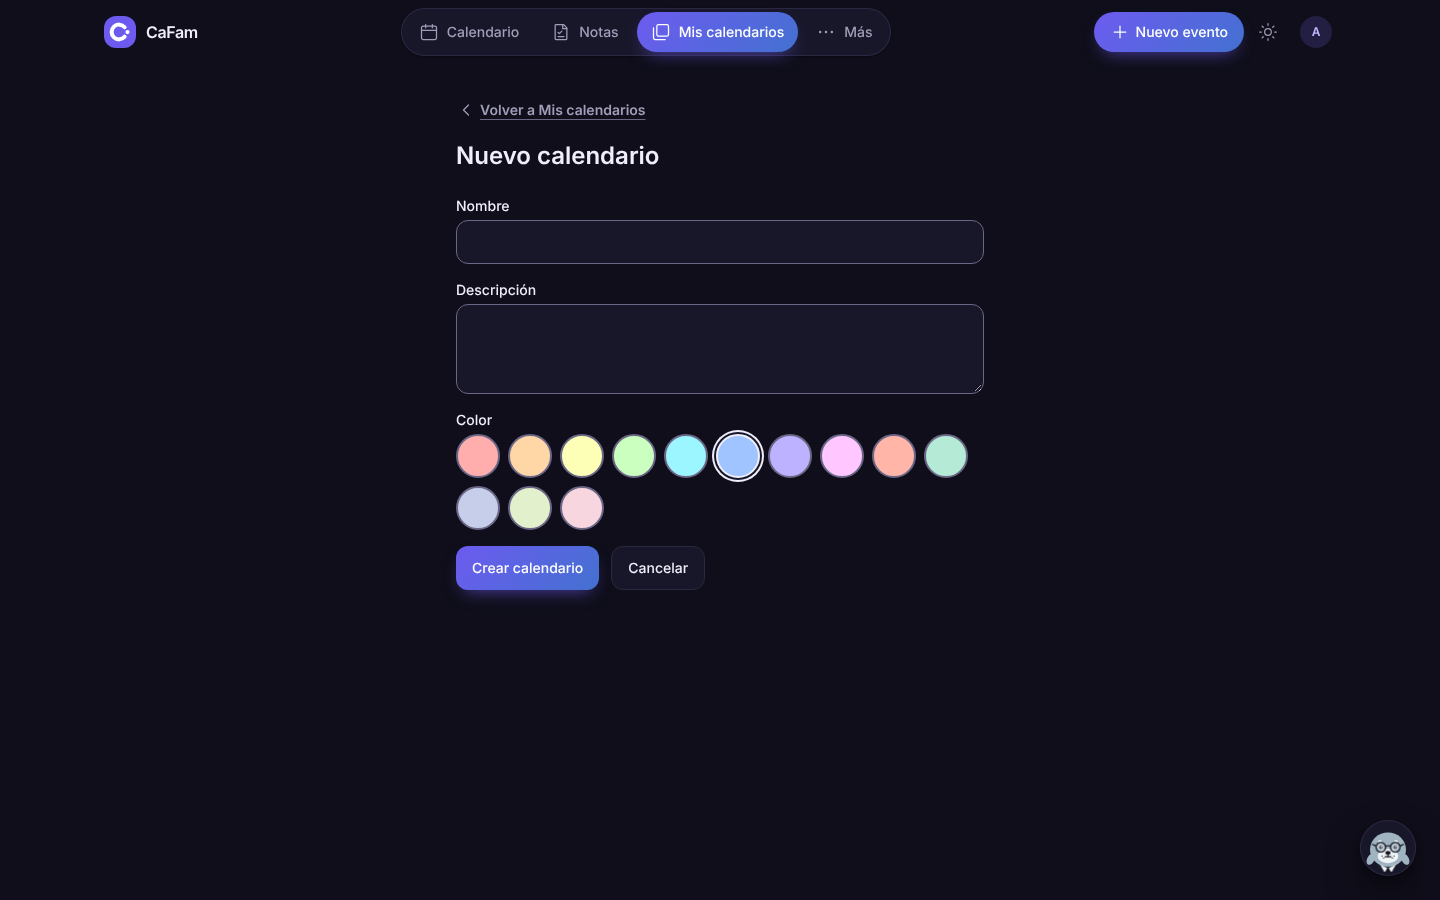 CaFam
Calendario
Notas
Mis calendarios
Más
Nuevo evento
A
Volver a Mis calendarios
Nuevo calendario
Nombre
Descripción
Color
Crear calendario
Cancelar